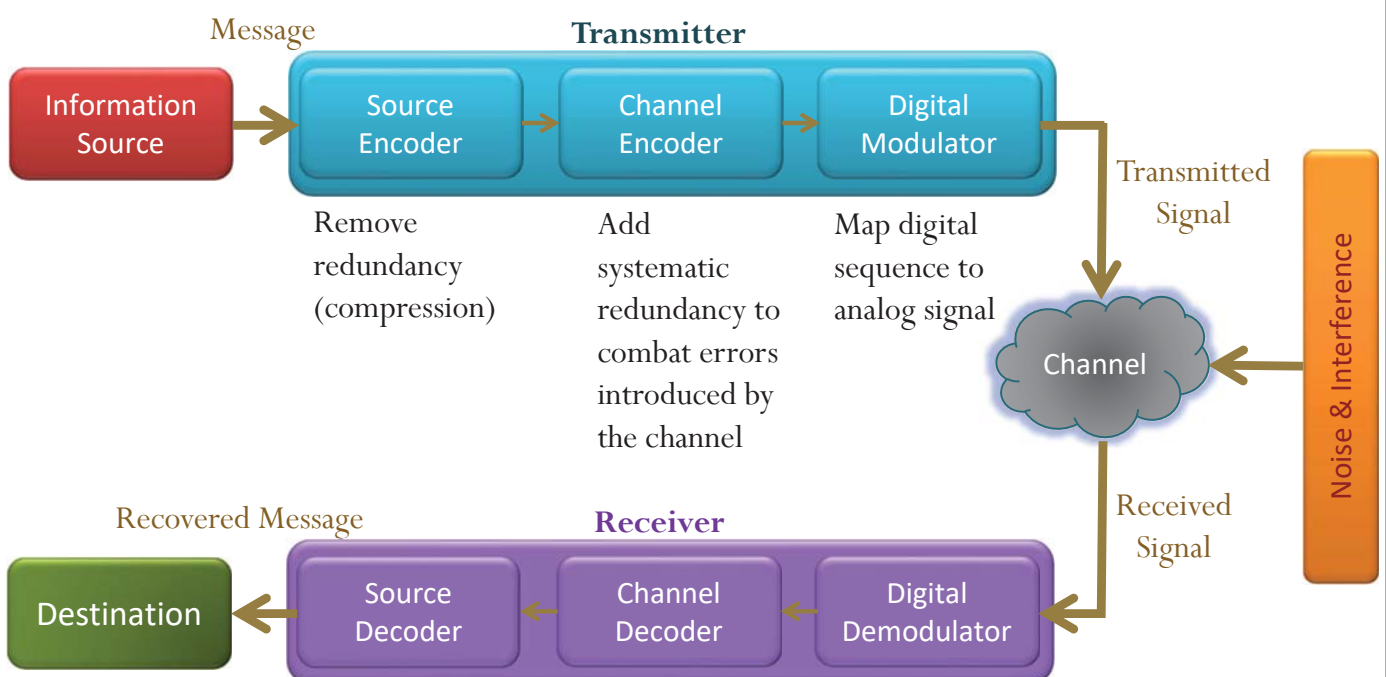 Message
Transmitter
Information
Source
Source
Encoder
Channel
Encoder
Digital
Modulator
Remove
redundancy
(compression)
Add
systematic
redundancy to
combat errors
introduced by
the channel
Map digital
sequence to
analog signal
Transmitted
Signal
Channel
Noise & Interference
Received
Signal
Recovered Message
Receiver
Destination
Source
Decoder
Channel
Decoder
Digital
Demodulator